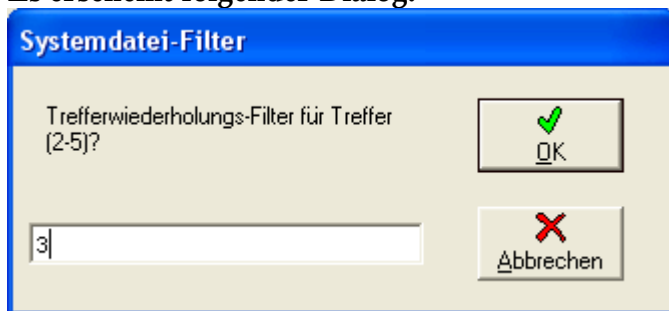 Es erscheint folgender Dialog:
Systemdatei-Filter
Trefferwiederholungs-Filter für Treffer
(2-5)?
OK
3
Abbrechen